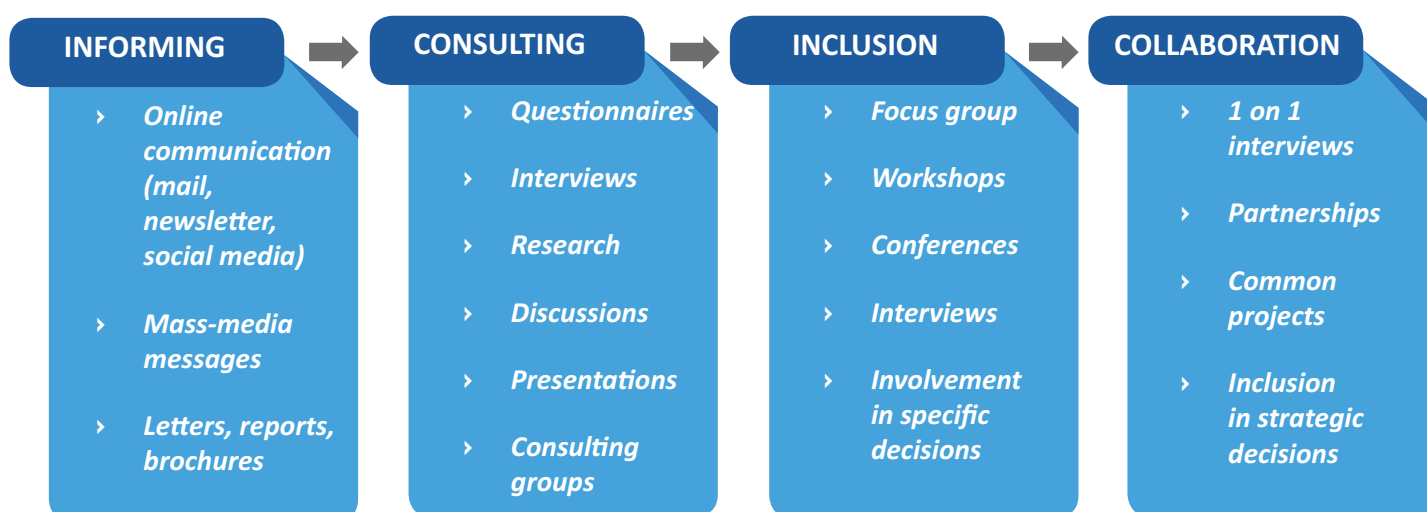 INFORMING
› Online
communication
(mail,
newsletter,
social media)
› Mass-media
messages
› Letters, reports,
brochures
CONSULTING
› Questionnaires
› Interviews
› Research
› Discussions
› Presentations
› Consulting
groups
INCLUSION
› Focus group
› Workshops
› Conferences
› Interviews
› Involvement
in specific
decisions
COLLABORATION
› 1 on 1
interviews
› Partnerships
› Common
projects
› Inclusion
in strategic
decisions